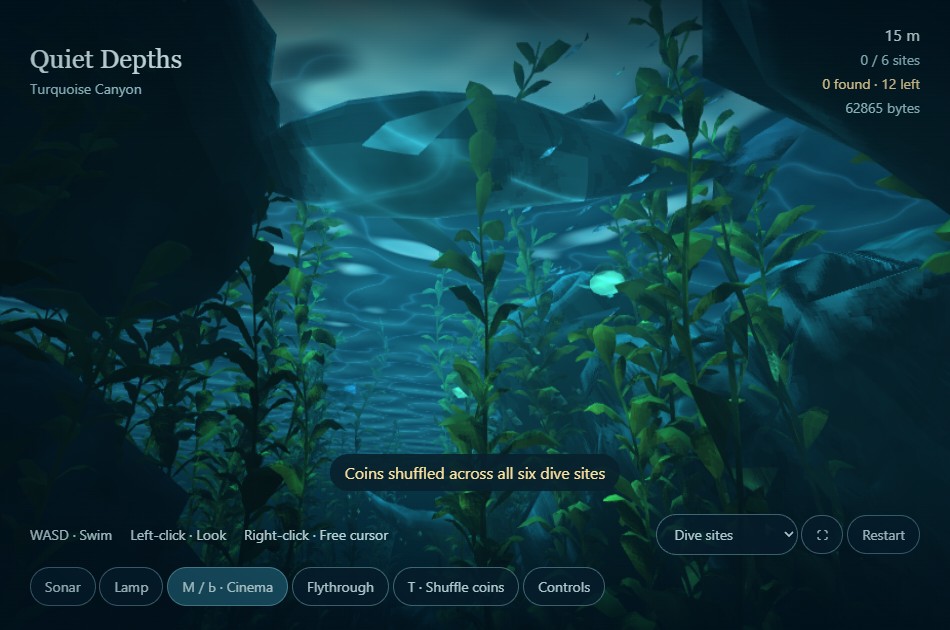 Quiet Depths
Turquoise Canyon
15 m
0 / 6 sites
0 found · 12 left
62865 bytes
Coins shuffled across all six dive sites
WASD · Swim Left-click · Look Right-click · Free cursor
Dive sites
Restart
Sonar
Lamp
M / b · Cinema
Flythrough
T · Shuffle coins
Controls